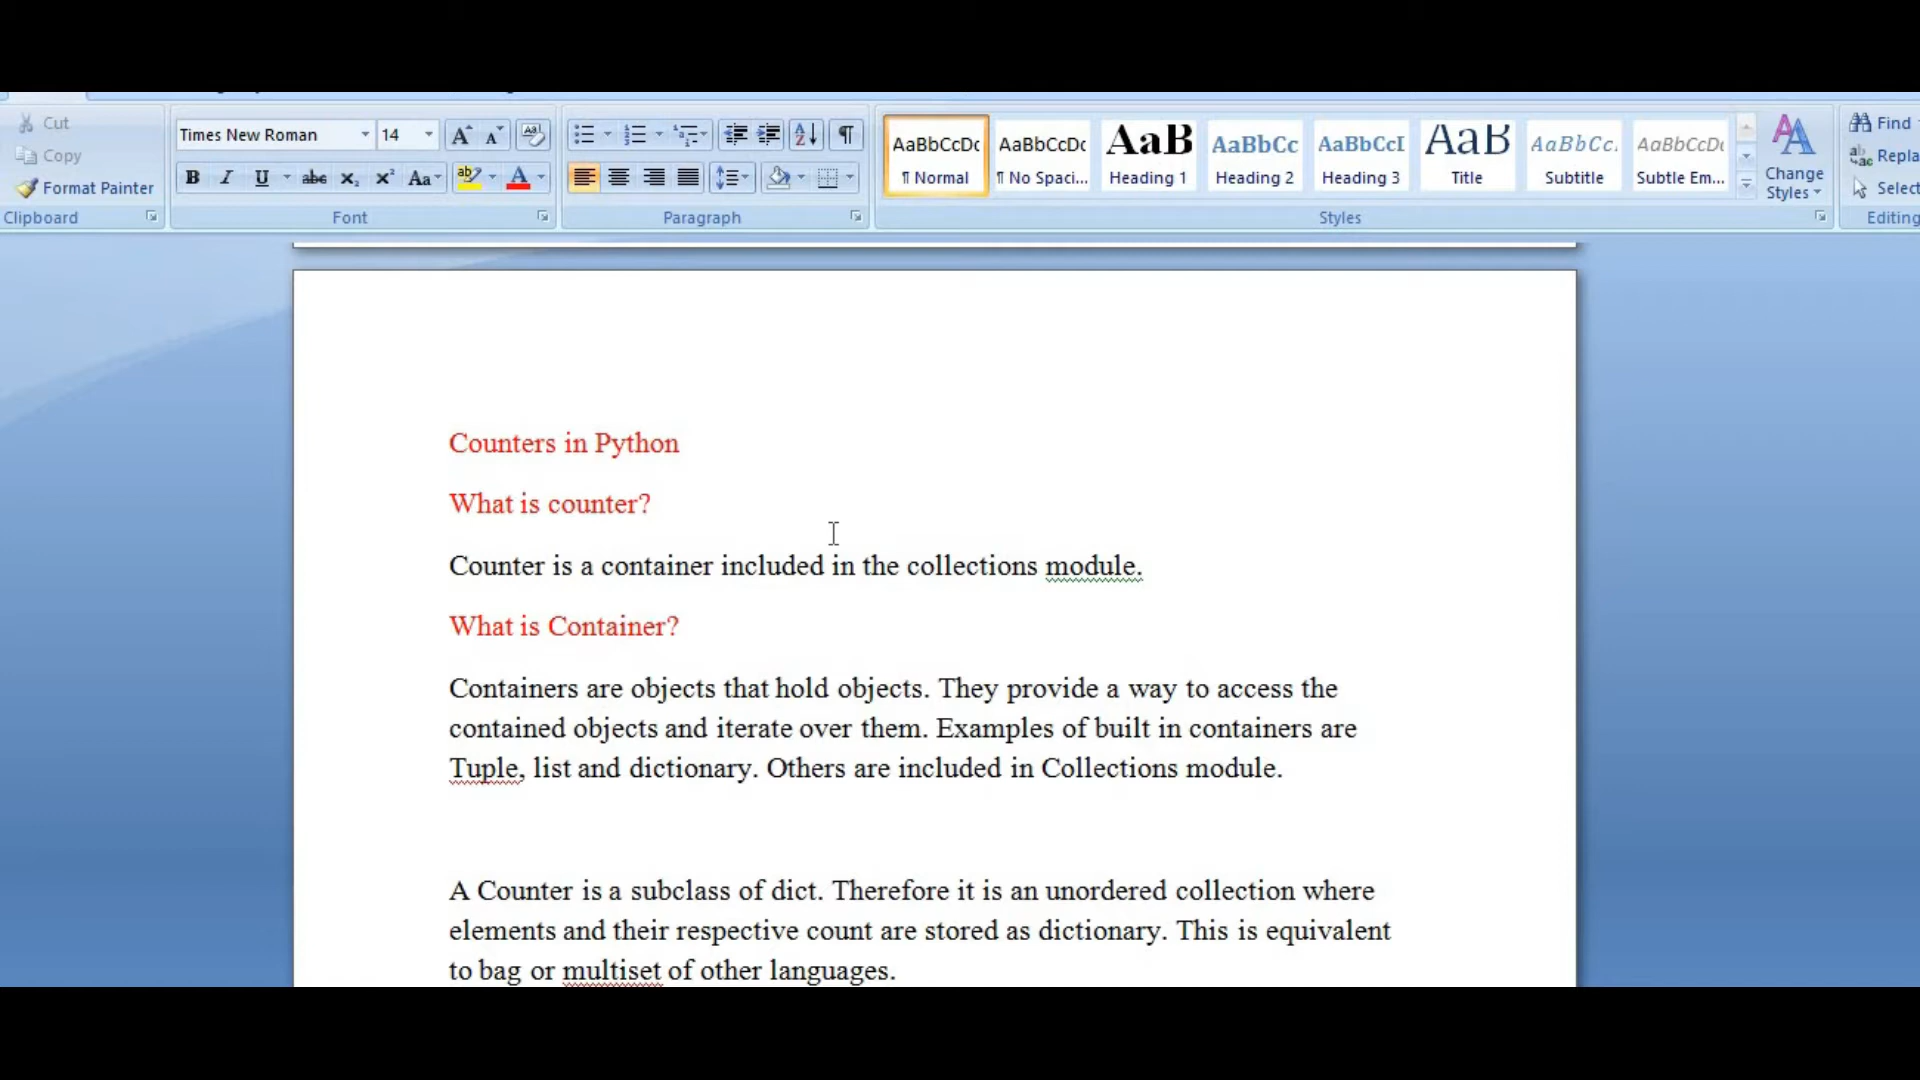 Cut
Copy
Format Painter
Clipboard
Times New Roman 14
B I U abc X₂ X² Aa ab A
Font
Paragraph
AaBbCcDc AaBbCcDc AaB AaBbCc AaBbCcI AaB AaBbCc. AaBbCcDc
¶ Normal ¶ No Spaci... Heading 1 Heading 2 Heading 3 Title Subtitle Subtle Em...
Change
Styles
Styles
Find
Repla
Select
Editing
Counters in Python
What is counter?
Counter is a container included in the collections module.
What is Container?
Containers are objects that hold objects. They provide a way to access the
contained objects and iterate over them. Examples of built in containers are
Tuple, list and dictionary. Others are included in Collections module.
A Counter is a subclass of dict. Therefore it is an unordered collection where
elements and their respective count are stored as dictionary. This is equivalent
to bag or multiset of other languages.